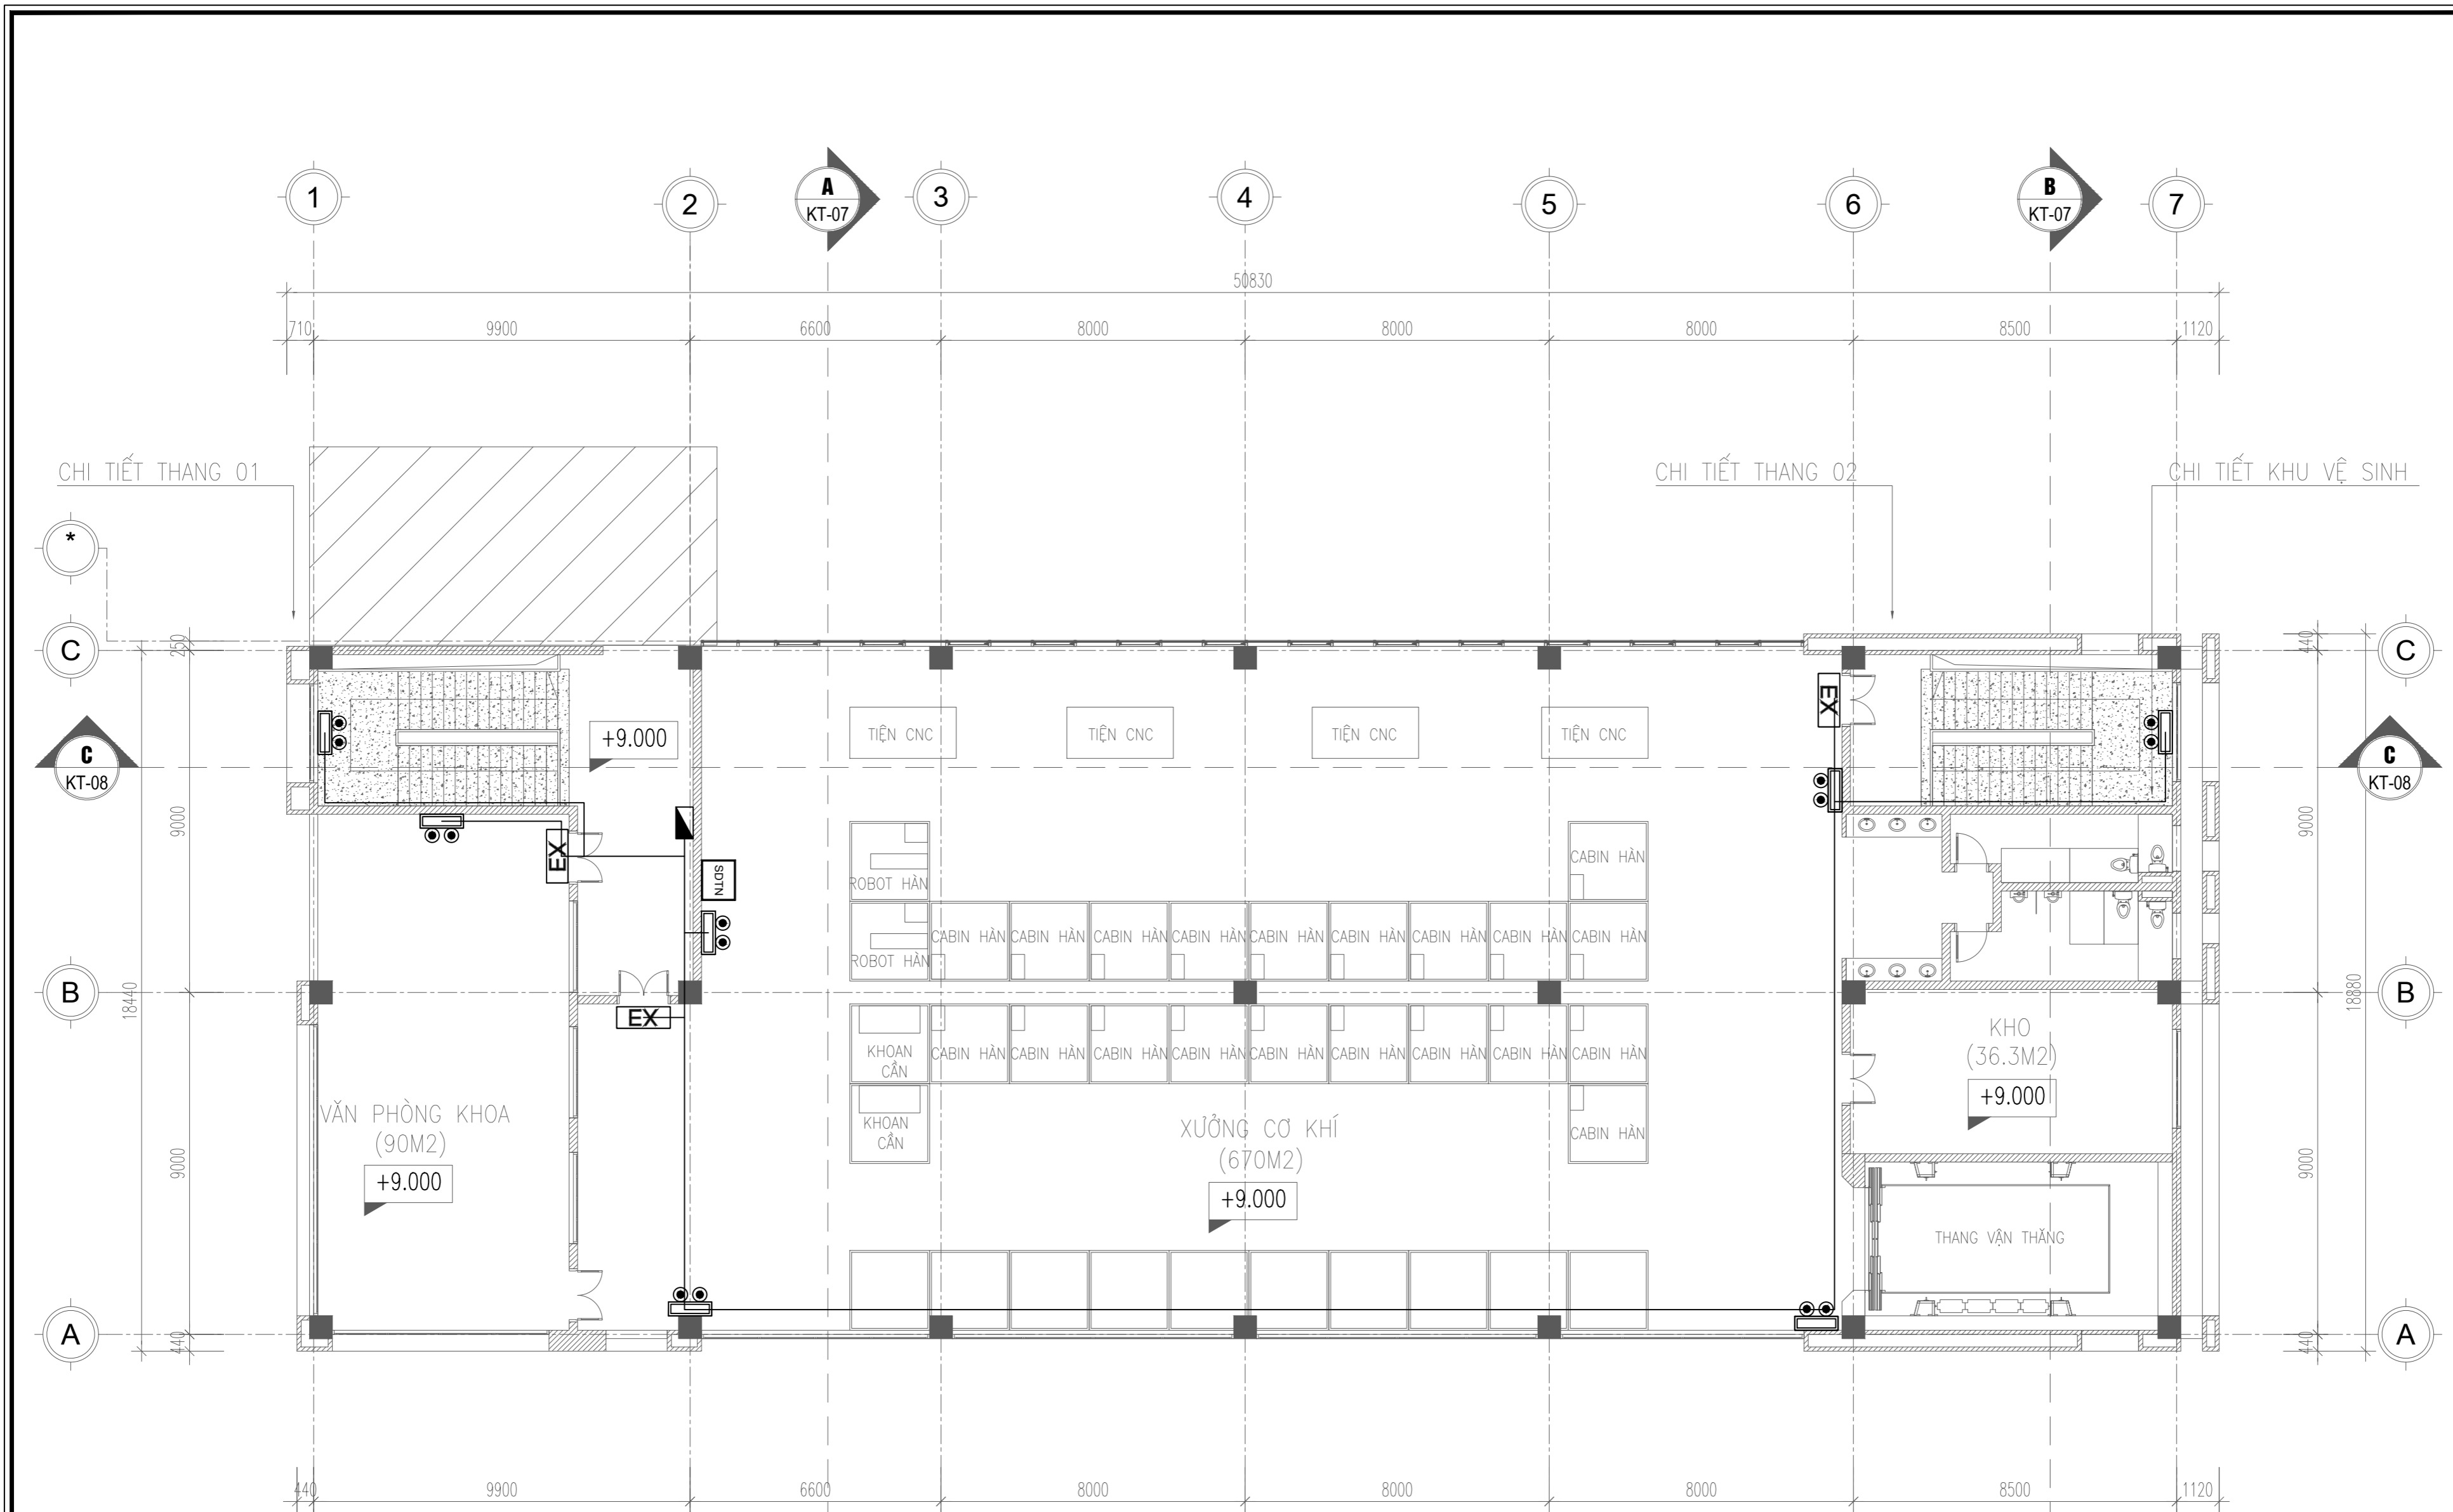 1
2
A
KT-07
3
4
5
6
B
KT-07
7
50830
710
9900
6600
8000
8000
8000
8500
1120
CHI TIẾT THANG 01
CHI TIẾT THANG 02
CHI TIẾT KHU VỆ SINH
*
C
250
440
C
EX
TIỆN CNC
TIỆN CNC
TIỆN CNC
TIỆN CNC
+9.000
C
KT-08
C
KT-08
9000
9000
EX
SDTN
ROBOT HÀN
CABIN HÀN
ROBOT HÀN
CABIN HÀN
CABIN HÀN
CABIN HÀN
CABIN HÀN
CABIN HÀN
CABIN HÀN
CABIN HÀN
CABIN HÀN
CABIN HÀN
B
18440
18880
B
EX
KHOAN
CẦN
CABIN HÀN
CABIN HÀN
CABIN HÀN
CABIN HÀN
CABIN HÀN
CABIN HÀN
CABIN HÀN
CABIN HÀN
CABIN HÀN
KHO
(36.3M2)
+9.000
VĂN PHÒNG KHOA
(90M2)
+9.000
KHOAN
CẦN
XƯỞNG CƠ KHÍ
(670M2)
+9.000
CABIN HÀN
9000
9000
THANG VẬN THĂNG
A
440
440
A
440
9900
6600
8000
8000
8000
8500
1120